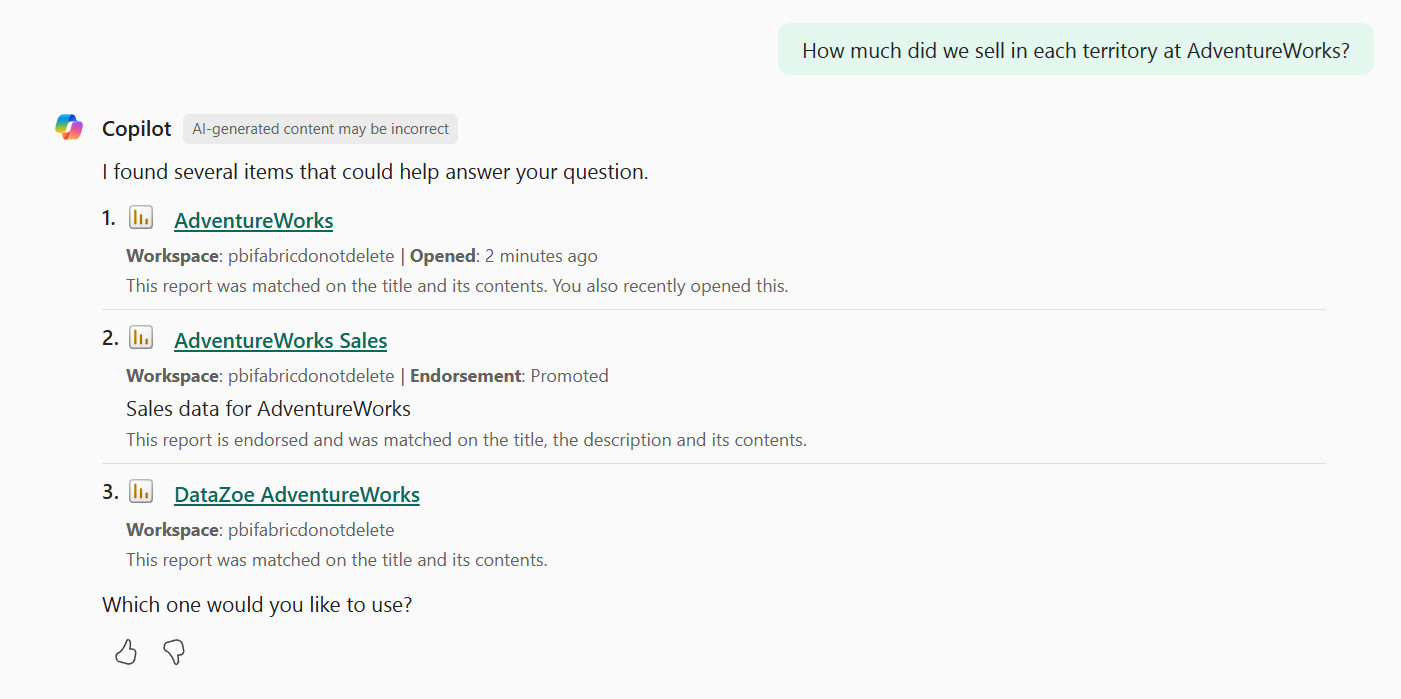 How much did we sell in each territory at AdventureWorks?
Copilot AI-generated content may be incorrect
I found several items that could help answer your question.
1. AdventureWorks
Workspace: pbifabricdonotdelete | Opened: 2 minutes ago
This report was matched on the title and its contents. You also recently opened this.
2. AdventureWorks Sales
Workspace: pbifabricdonotdelete | Endorsement: Promoted
Sales data for AdventureWorks
This report is endorsed and was matched on the title, the description and its contents.
3. DataZoe AdventureWorks
Workspace: pbifabricdonotdelete
This report was matched on the title and its contents.
Which one would you like to use?